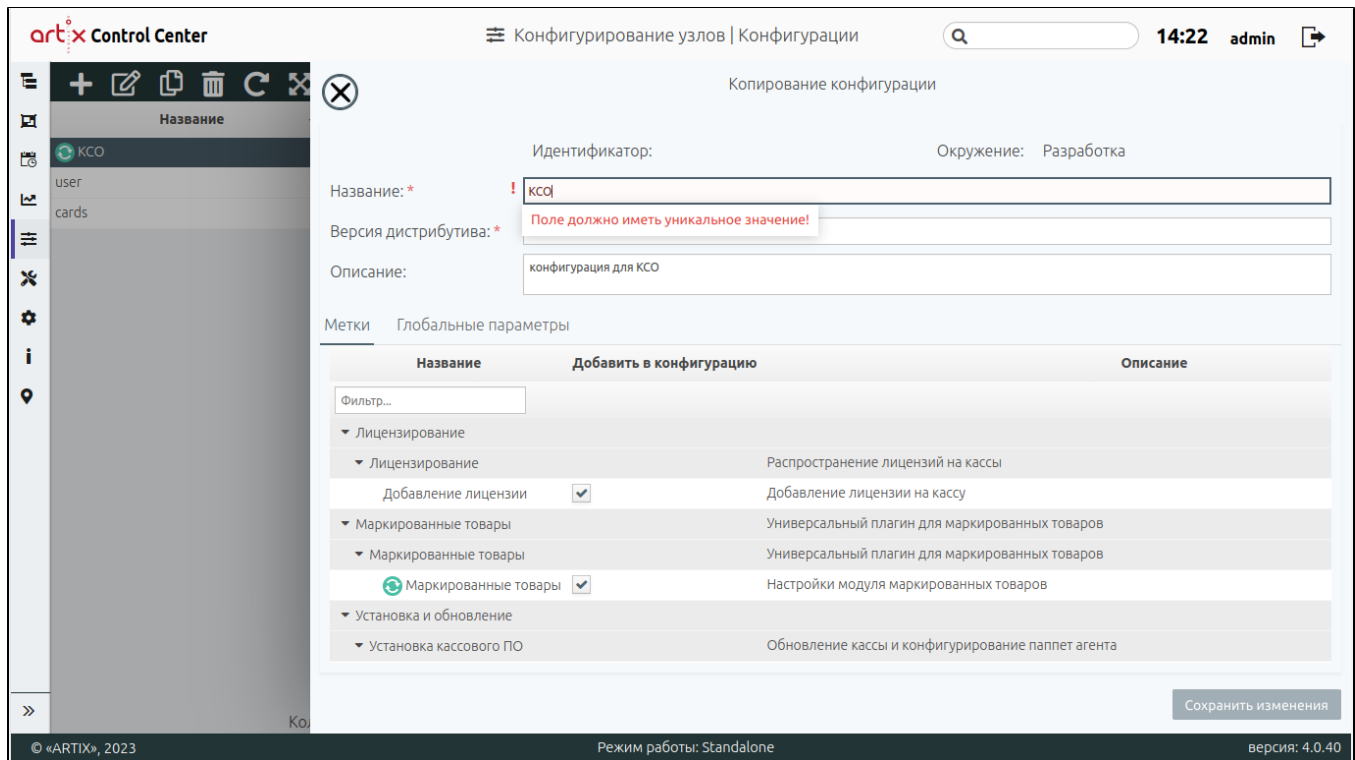 artix Control Center
Конфигурирование узлов | Конфигурации
14:22
admin
Копирование конфигурации
Название
КСО
user
cards
Идентификатор:
Окружение: Разработка
Название: * ! КСО
Поле должно иметь уникальное значение!
Версия дистрибутива: *
Описание:
конфигурация для КСО
Метки
Глобальные параметры
Название
Добавить в конфигурацию
Описание
Фильтр...
Лицензирование
Лицензирование
Распространение лицензий на кассы
Добавление лицензии
Добавление лицензии на кассу
Маркированные товары
Универсальный плагин для маркированных товаров
Маркированные товары
Универсальный плагин для маркированных товаров
Маркированные товары
Настройки модуля маркированных товаров
Установка и обновление
Установка кассового ПО
Обновление кассы и конфигурирование паппет агента
Кол
Сохранить изменения
© «ARTIX», 2023
Режим работы: Standalone
версия: 4.0.40